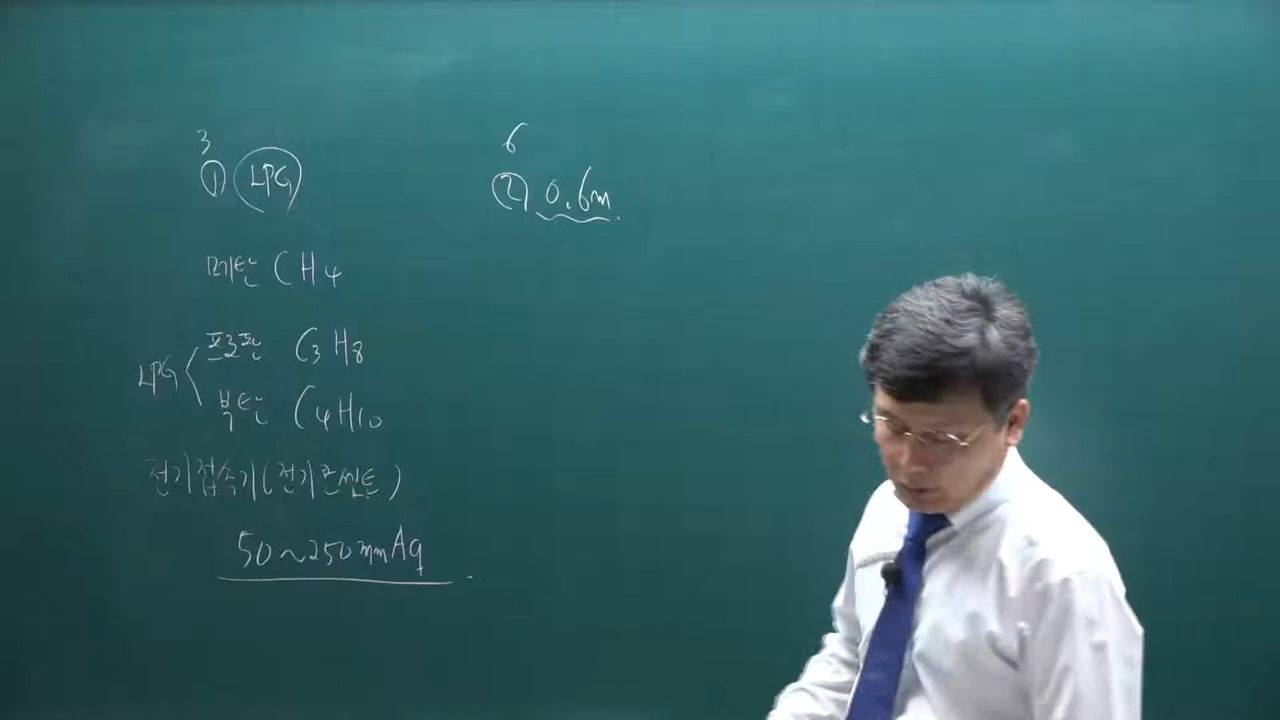 3
① LPG
메탄 CH4
LPG
프로판 C3H8
부탄 C4H10
전기접속기(전기콘센트)
50~250mmAq
6
② 0.6m